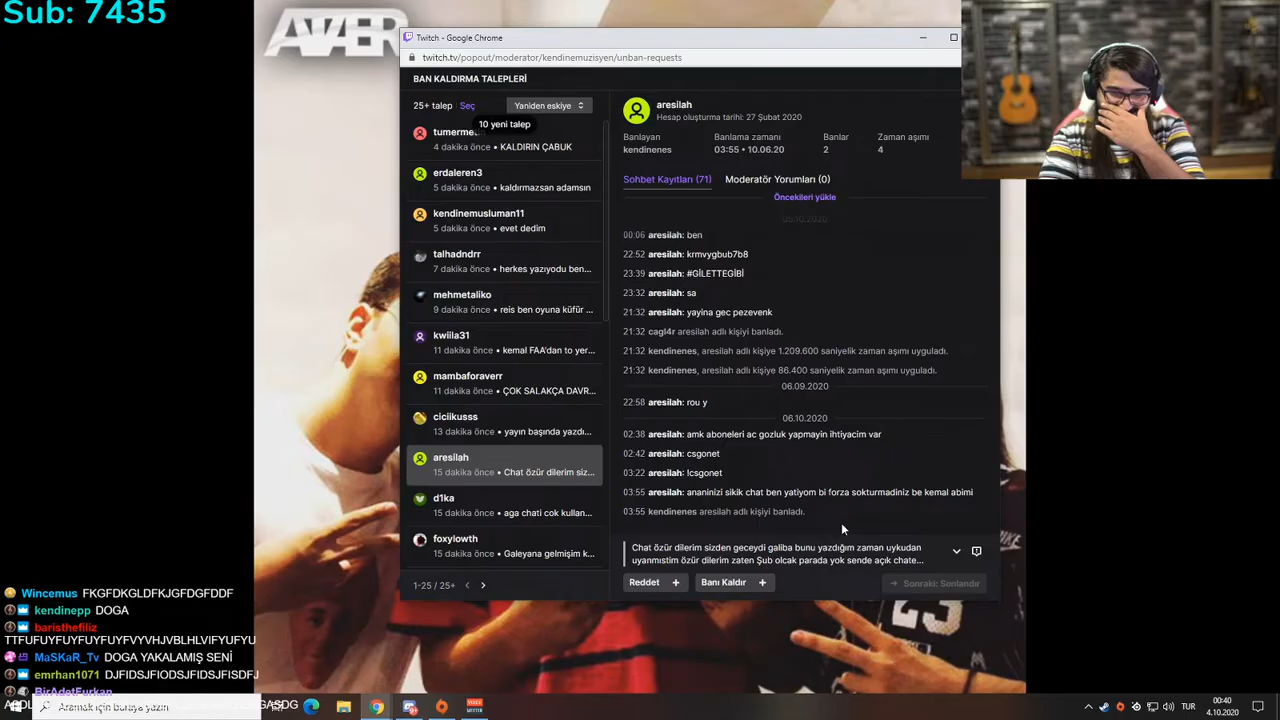 Sub: 7435
Twitch - Google Chrome
twitch.tv/popout/moderator/kendinemuzisyen/unban-requests
BAN KALDIRMA TALEPLERİ
25+ talep Seç Yeniden eskiye
10 yeni talep
4 dakika önce • KALDIRIN ÇABUK
erdaleren3
5 dakika önce • kaldırmazsan adamsın
kendinemusluman11
5 dakika önce • evet dedim
talhadndrr
7 dakika önce • herkes yazıyodu ben...
mehmetaliko
9 dakika önce • reis ben oyuna küfür ...
kwiila31
11 dakika önce • kemal FAA'dan to yer...
mambaforaverr
11 dakika önce • ÇOK SALAKÇA DAVR...
ciciikusss
13 dakika önce • yayın başında yazdı...
aresilah
15 dakika önce • Chat özür dilerim siz...
d1ka
15 dakika önce • aga chati cok kullan...
foxylowth
15 dakika önce • Galeyana gelmişim k...
1-25 / 25+
aresilah
Hesap oluşturma tarihi: 27 Şubat 2020
Banlayan Banlama zamanı Banlar Zaman aşımı
kendinenes 03:55 • 10.06.20 2 4
Sohbet Kayıtları (71) Moderatör Yorumları (0)
Öncekileri yükle
00:06 aresilah: ben
22:52 aresilah: krmvygbub7b8
23:39 aresilah: #GİLETTEGİBİ
23:32 aresilah: sa
21:32 aresilah: yayina gec pezevenk
21:32 cagl4r aresilah adlı kişiyi banladı.
21:32 kendinenes, aresilah adlı kişiye 1.209.600 saniyelik zaman aşımı uyguladı.
21:32 kendinenes, aresilah adlı kişiye 86.400 saniyelik zaman aşımı uyguladı.
06.09.2020
22:58 aresilah: rou y
06.10.2020
02:38 aresilah: amk aboneleri ac gozluk yapmayin ihtiyacim var
02:42 aresilah: csgonet
03:22 aresilah: !csgonet
03:55 aresilah: ananinizi sikik chat ben yatiyom bi forza sokturmadiniz be kemal abimi
03:55 kendinenes aresilah adlı kişiyi banladı.
Chat özür dilerim sizden geceydi galiba bunu yazdığım zaman uykudan
uyanmıstim özür dilerim zaten Şub olcak parada yok sende açık chate...
Reddet + Banı Kaldır + → Sonraki: Sonlandır
Wincemus: FKGFDKGLDFKJGFDGFDDF
kendinepp: DOGA
baristhefiliz:
TTFUFUYFUYFUYFUYFVYVHJVBLHLVIFYUFYU
MaSKaR_Tv: DOGA YAKALAMIŞ SENİ
emrhan1071: DJFIDSJFIODSJFIDSJFISDFJ
BirAdetFurkan
Aramak için buraya yazın
TUR
00:40
4.10.2020
23